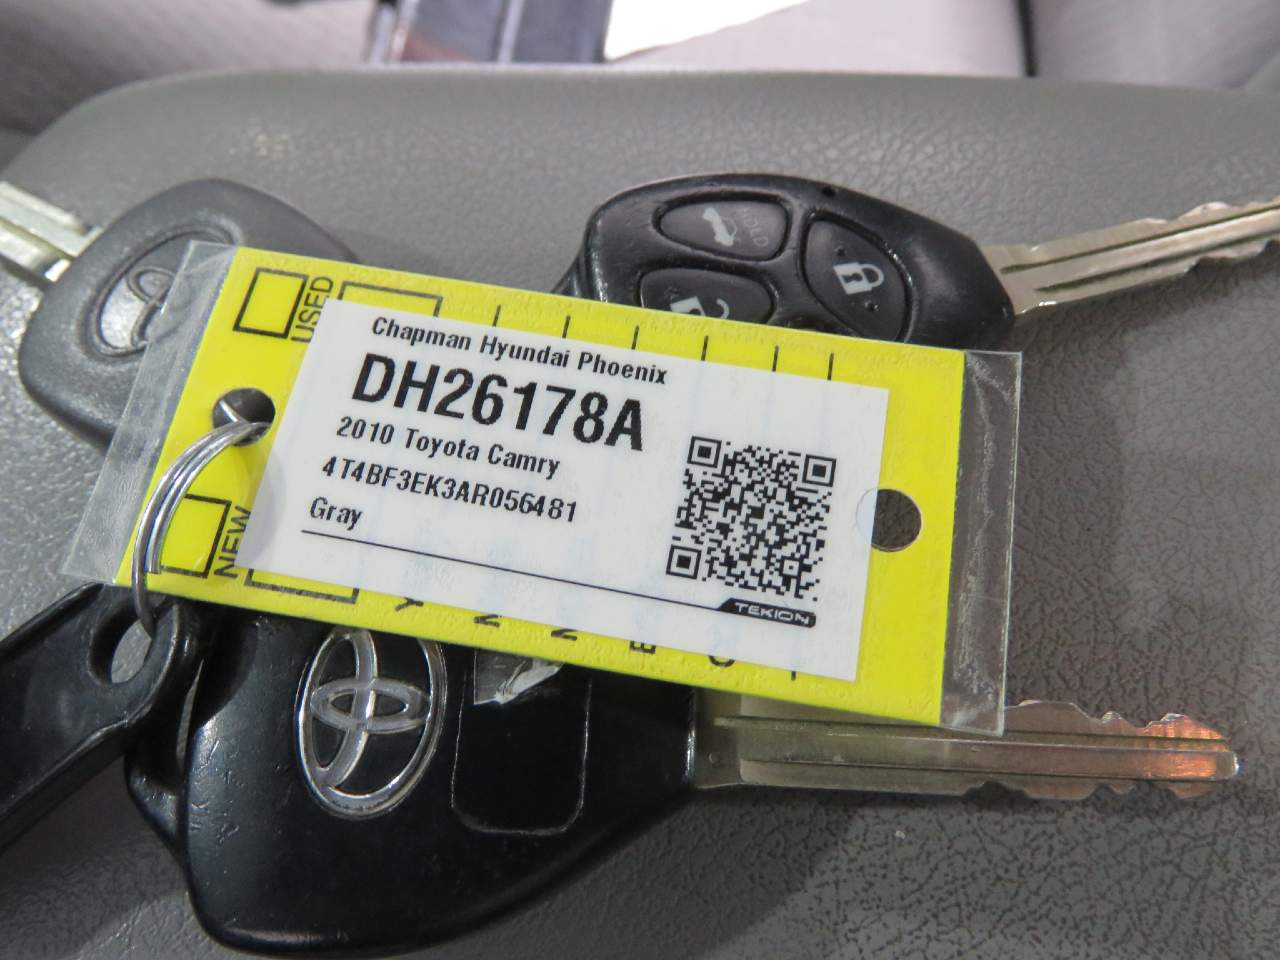 USED
Chapman Hyundai Phoenix
DH26178A
2010 Toyota Camry
4T4BF3EK3AR056481
Gray
TEKION
NEW
HOLD